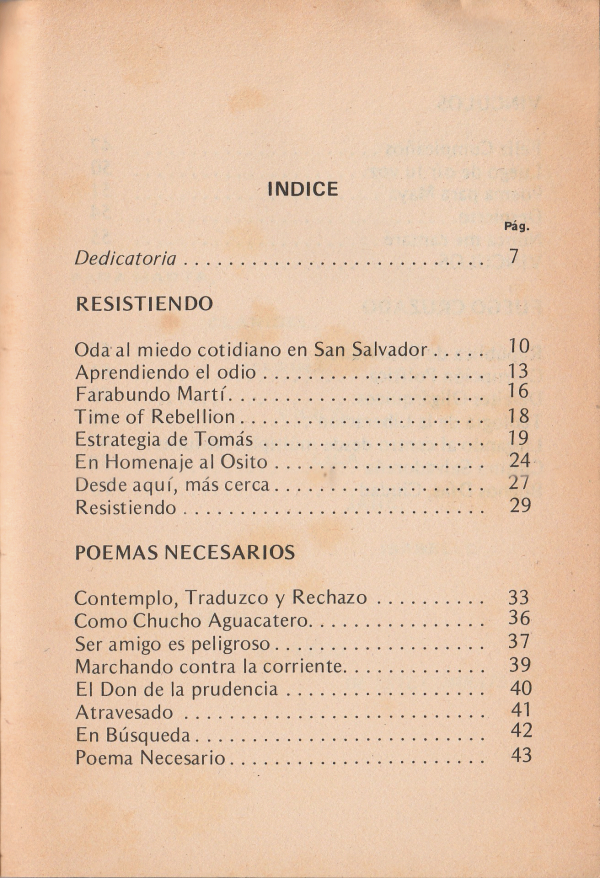 INDICE
Pág.
Dedicatoria . . . . . . . . . . . . . . . . . . . . . . . . . . . 7
RESISTIENDO
Oda al miedo cotidiano en San Salvador . . . . . 10
Aprendiendo el odio . . . . . . . . . . . . . . . . . . . . 13
Farabundo Martí. . . . . . . . . . . . . . . . . . . . . . . 16
Time of Rebellion . . . . . . . . . . . . . . . . . . . . . . 18
Estrategia de Tomás . . . . . . . . . . . . . . . . . . . . 19
En Homenaje al Osito . . . . . . . . . . . . . . . . . . . 24
Desde aquí, más cerca . . . . . . . . . . . . . . . . . . . 27
Resistiendo . . . . . . . . . . . . . . . . . . . . . . . . . . . 29
POEMAS NECESARIOS
Contemplo, Traduzco y Rechazo . . . . . . . . . . 33
Como Chucho Aguacatero. . . . . . . . . . . . . . . . 36
Ser amigo es peligroso . . . . . . . . . . . . . . . . . . . 37
Marchando contra la corriente. . . . . . . . . . . . . 39
El Don de la prudencia . . . . . . . . . . . . . . . . . . 40
Atravesado . . . . . . . . . . . . . . . . . . . . . . . . . . . 41
En Búsqueda . . . . . . . . . . . . . . . . . . . . . . . . . . 42
Poema Necesario . . . . . . . . . . . . . . . . . . . . . . . 43